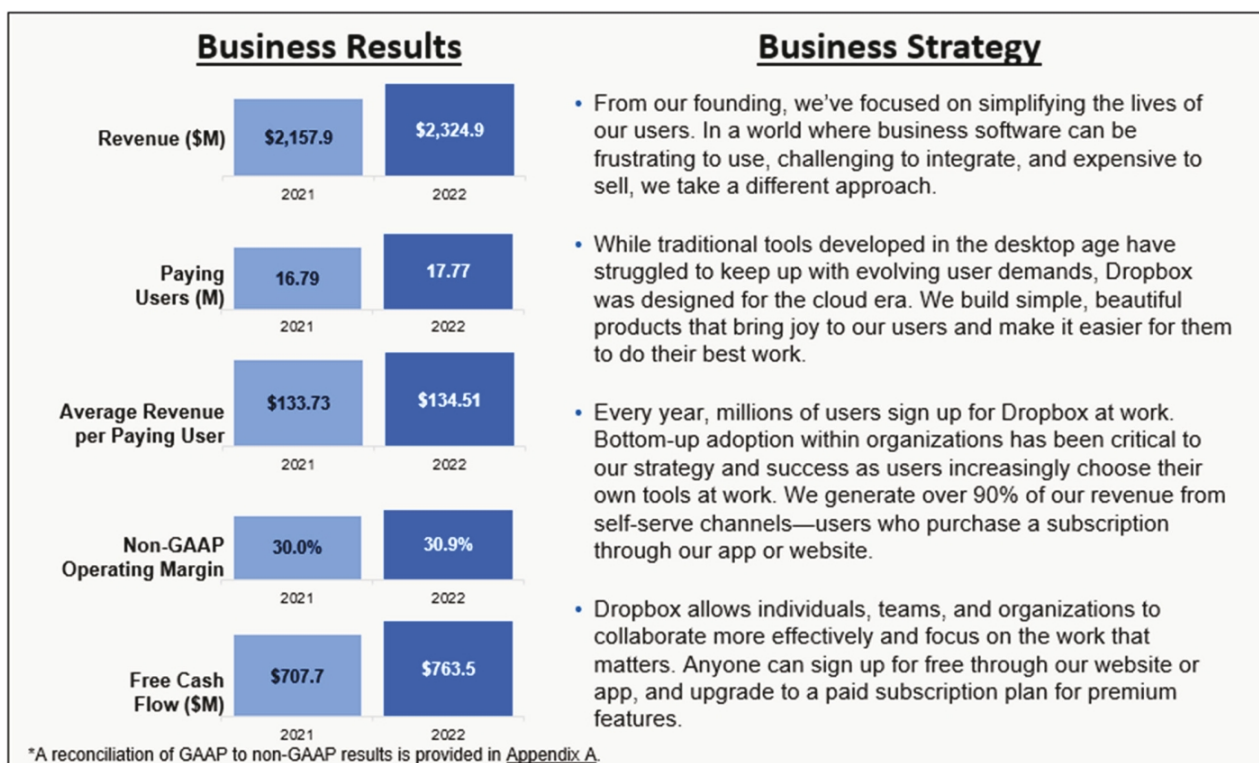 Business Results
Revenue ($M)
$2,157.9
$2,324.9
2021
2022
Paying
Users (M)
16.79
17.77
2021
2022
Average Revenue
per Paying User
$133.73
$134.51
2021
2022
Non-GAAP
Operating Margin
30.0%
30.9%
2021
2022
Free Cash
Flow ($M)
$707.7
$763.5
2021
2022
*A reconciliation of GAAP to non-GAAP results is provided in Appendix A.
Business Strategy
• From our founding, we’ve focused on simplifying the lives of
our users. In a world where business software can be
frustrating to use, challenging to integrate, and expensive to
sell, we take a different approach.
• While traditional tools developed in the desktop age have
struggled to keep up with evolving user demands, Dropbox
was designed for the cloud era. We build simple, beautiful
products that bring joy to our users and make it easier for them
to do their best work.
• Every year, millions of users sign up for Dropbox at work.
Bottom-up adoption within organizations has been critical to
our strategy and success as users increasingly choose their
own tools at work. We generate over 90% of our revenue from
self-serve channels—users who purchase a subscription
through our app or website.
• Dropbox allows individuals, teams, and organizations to
collaborate more effectively and focus on the work that
matters. Anyone can sign up for free through our website or
app, and upgrade to a paid subscription plan for premium
features.